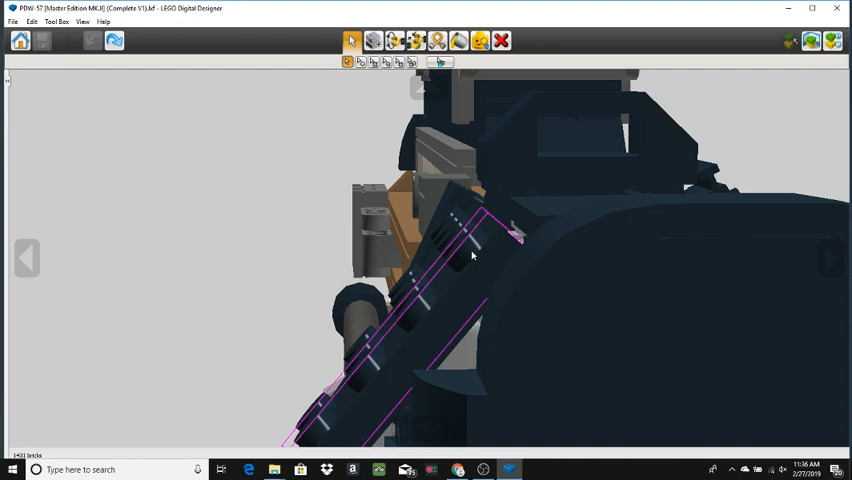 PDW-57 [Master Edition MK.II] (Complete V1).lxf - LEGO Digital Designer
File Edit Tool Box View Help
1401 bricks
Type here to search
11:36 AM
2/27/2019